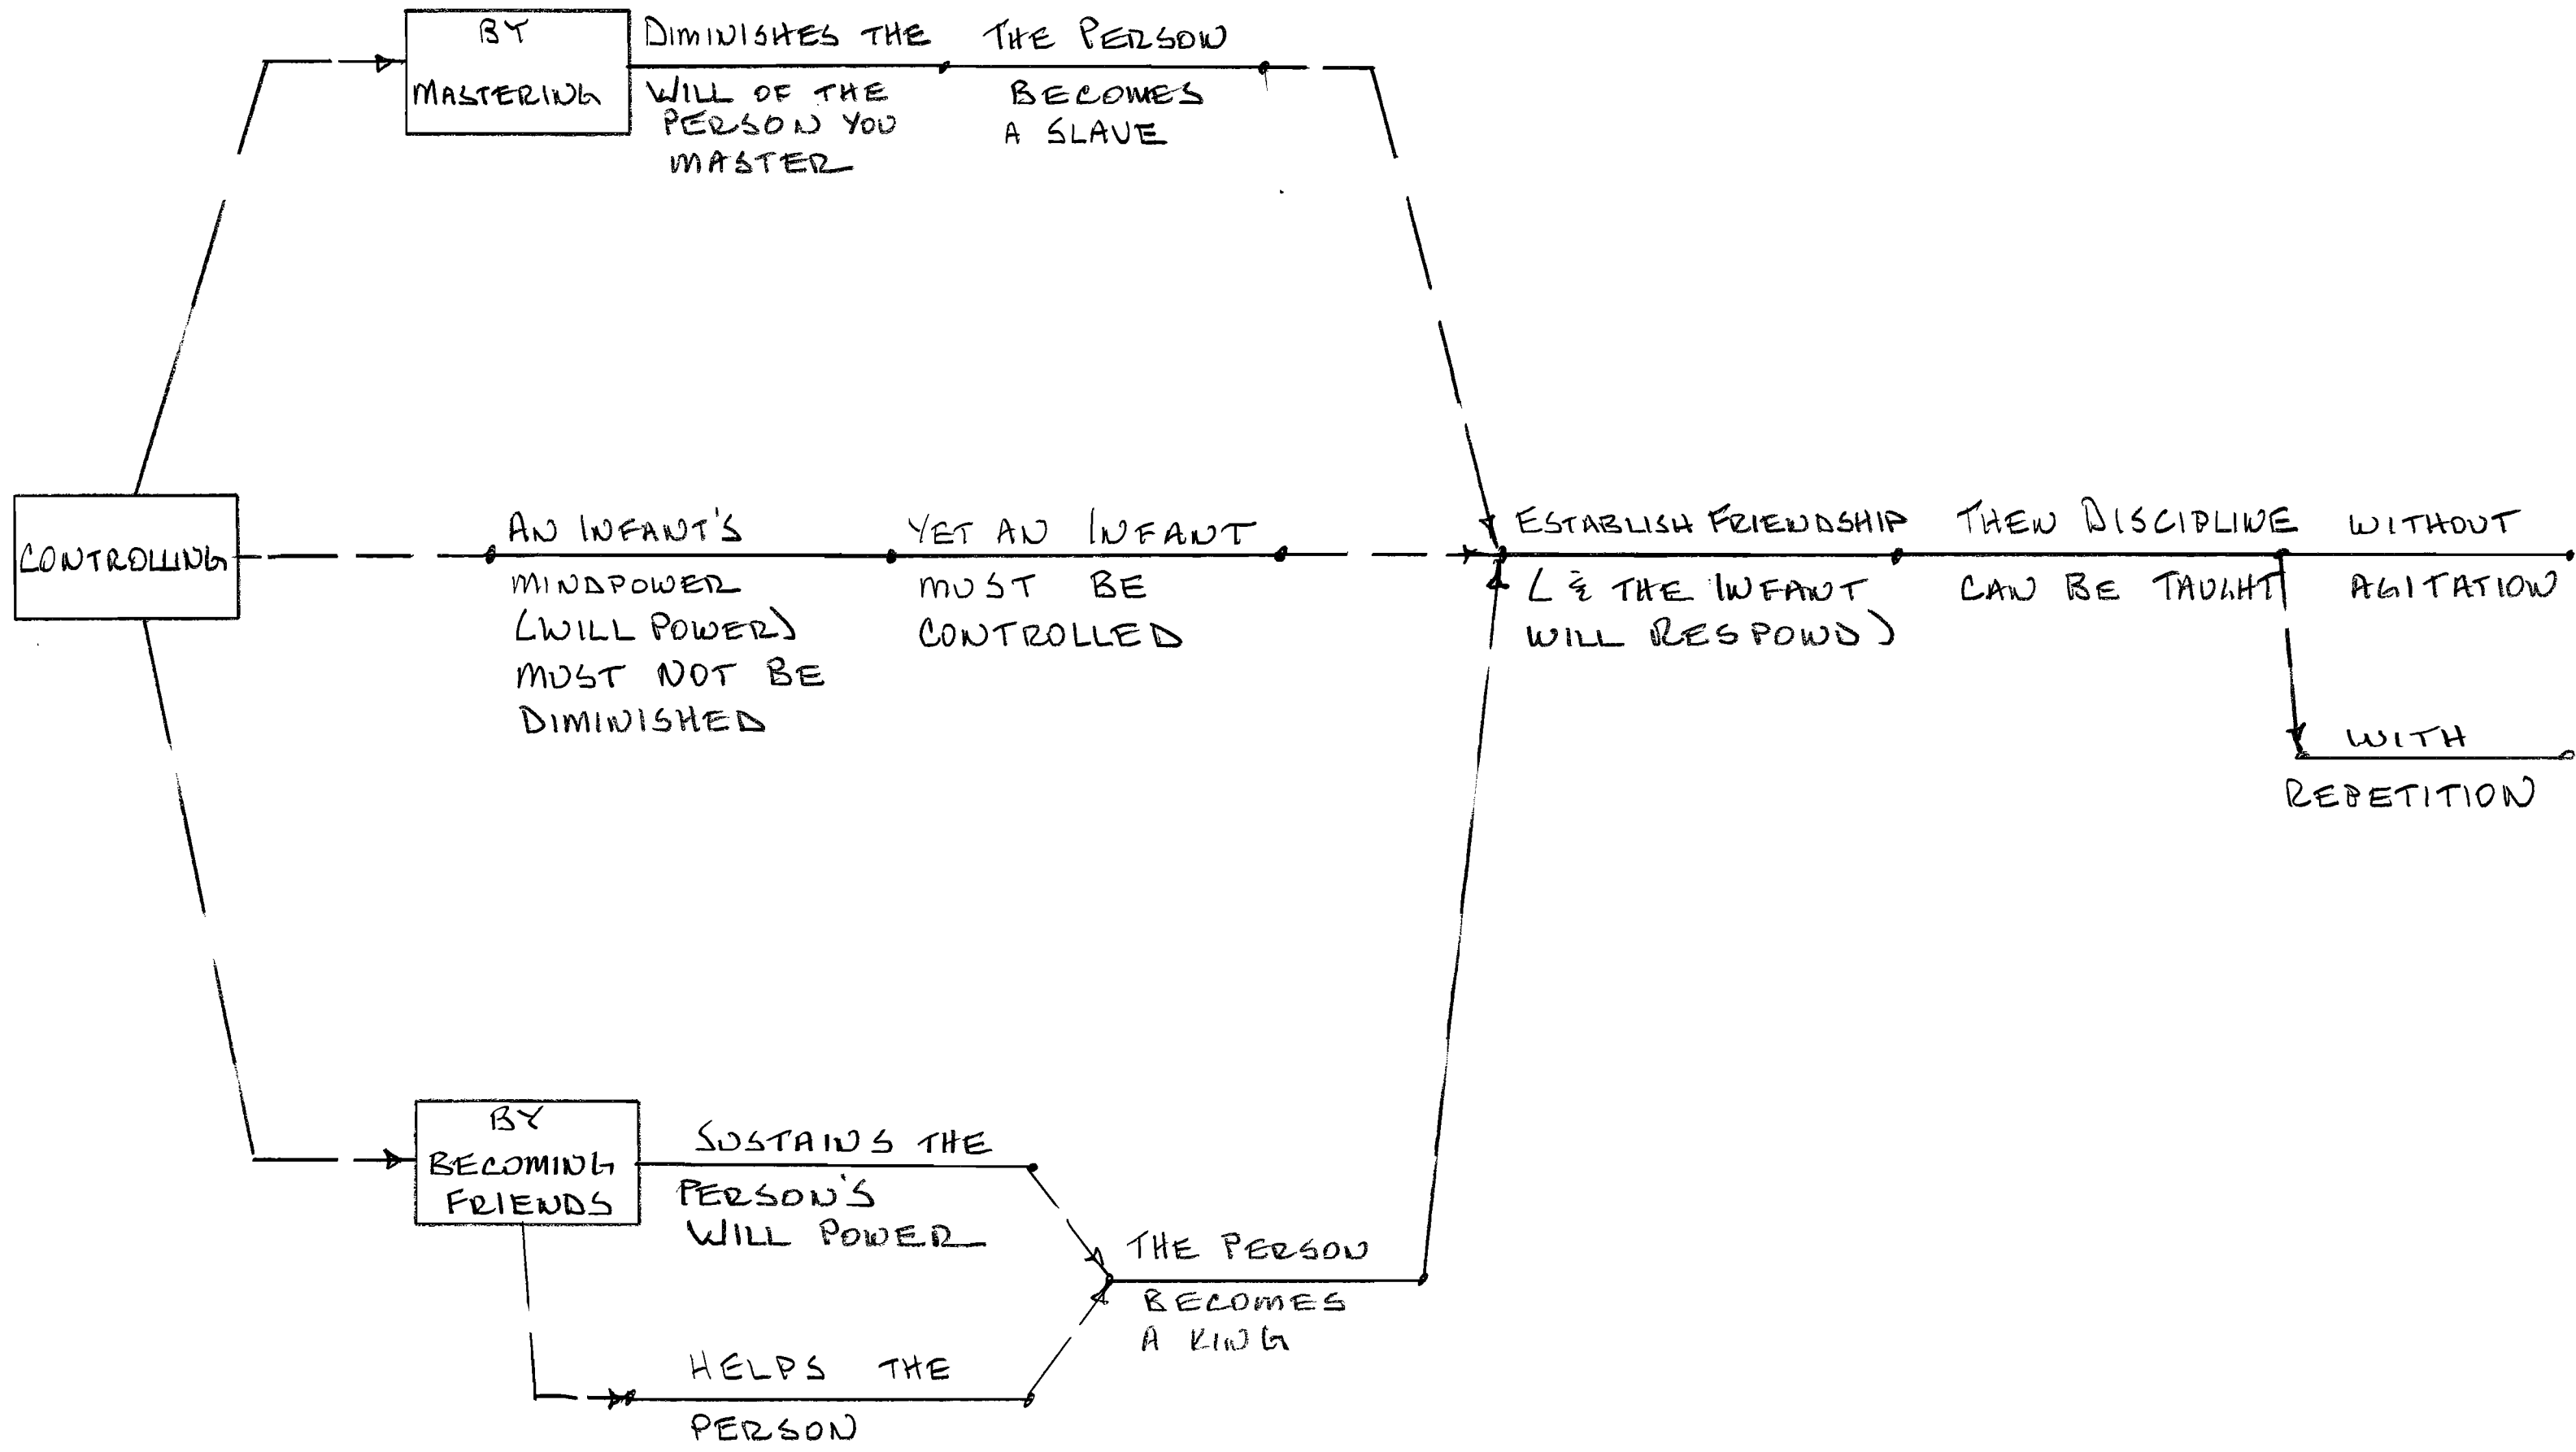 BY
MASTERING
DIMINISHES THE
WILL OF THE
PERSON YOU
MASTER
THE PERSON
BECOMES
A SLAVE
CONTROLLING
AN INFANT'S
MINDPOWER
(WILL POWER)
MUST NOT BE
DIMINISHED
YET AN INFANT
MUST BE
CONTROLLED
ESTABLISH FRIENDSHIP
(& THE INFANT
WILL RESPOND)
THEN DISCIPLINE
CAN BE TAUGHT
WITHOUT
AGITATION
WITH
REPETITION
BY
BECOMING
FRIENDS
SUSTAINS THE
PERSON'S
WILL POWER
HELPS THE
PERSON
THE PERSON
BECOMES
A KING